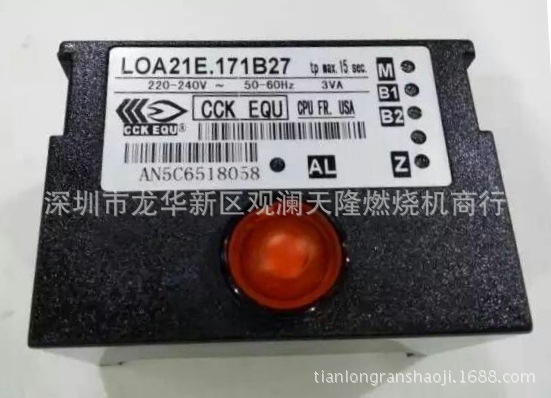 LOA21E.171B27 tp max. 15 sec.
220-240V ~ 50-60Hz 3VA
CCK EQU CPU FR. USA
CCK EQU®
M
B1
B2
AN5C6518058
AL
Z
深圳市龙华新区观澜天隆燃烧机商行
tianlongranshaoji.1688.com